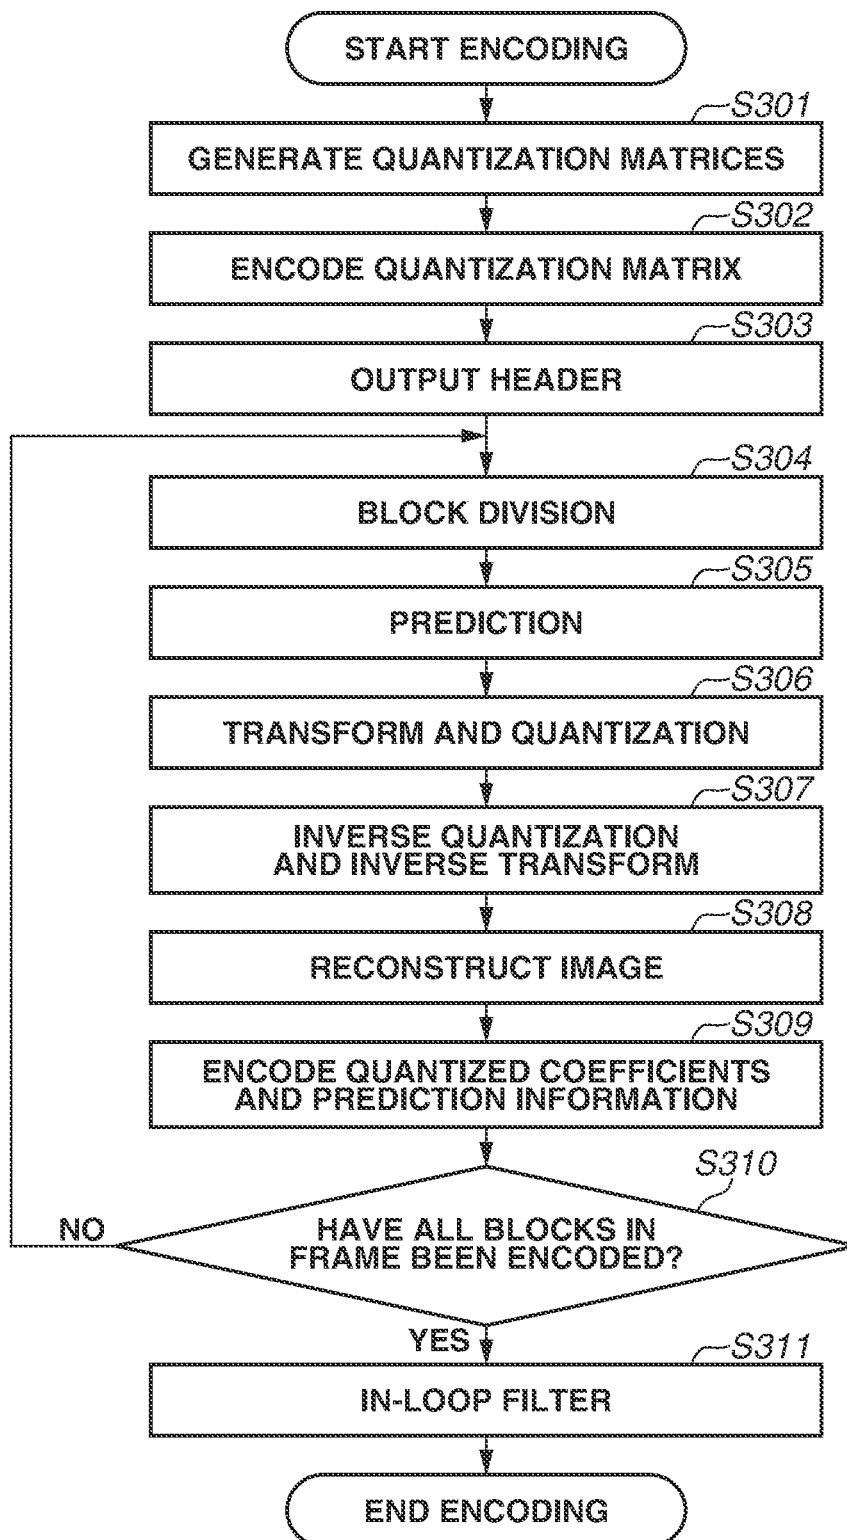 START ENCODING
S301
GENERATE QUANTIZATION MATRICES
S302
ENCODE QUANTIZATION MATRIX
S303
OUTPUT HEADER
S304
BLOCK DIVISION
S305
PREDICTION
S306
TRANSFORM AND QUANTIZATION
S307
INVERSE QUANTIZATION
AND INVERSE TRANSFORM
S308
RECONSTRUCT IMAGE
S309
ENCODE QUANTIZED COEFFICIENTS
AND PREDICTION INFORMATION
S310
NO
HAVE ALL BLOCKS IN
FRAME BEEN ENCODED?
YES
S311
IN-LOOP FILTER
END ENCODING